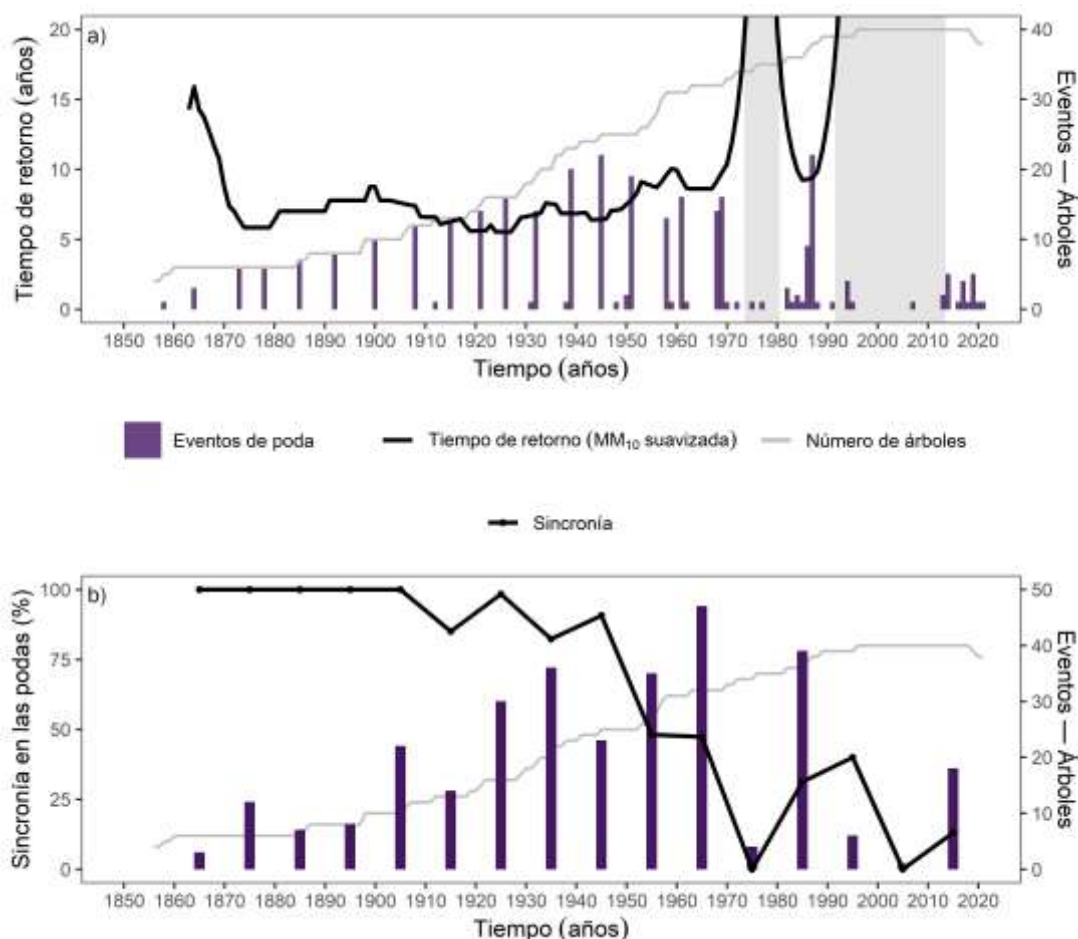 a)
Tiempo de retorno (años)
20
15
10
5
0
Eventos — Árboles
40
30
20
10
0
1850 1860 1870 1880 1890 1900 1910 1920 1930 1940 1950 1960 1970 1980 1990 2000 2010 2020
Tiempo (años)
Eventos de poda
Tiempo de retorno (MM10 suavizada)
Número de árboles
Sincronía
b)
Sincronía en las podas (%)
100
75
50
25
0
Eventos — Árboles
50
40
30
20
10
0
1850 1860 1870 1880 1890 1900 1910 1920 1930 1940 1950 1960 1970 1980 1990 2000 2010 2020
Tiempo (años)